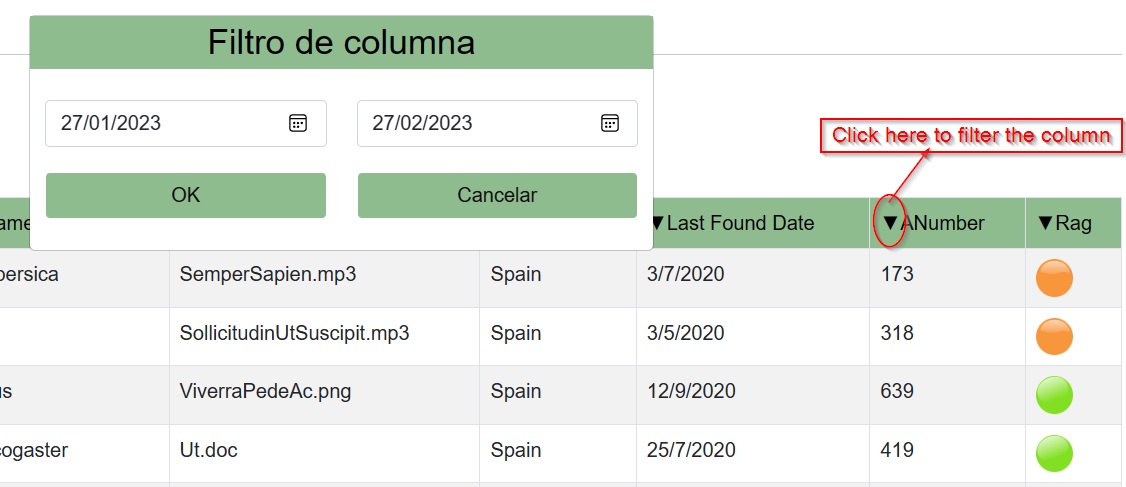 Filtro de columna
27/01/2023 27/02/2023
Click here to filter the column
OK Cancelar
ame ▼Last Found Date ▼ANumber ▼Rag
persica SemperSapien.mp3 Spain 3/7/2020 173
SollicitudinUtSuscipit.mp3 Spain 3/5/2020 318
us ViverraPedeAc.png Spain 12/9/2020 639
cogaster Ut.doc Spain 25/7/2020 419